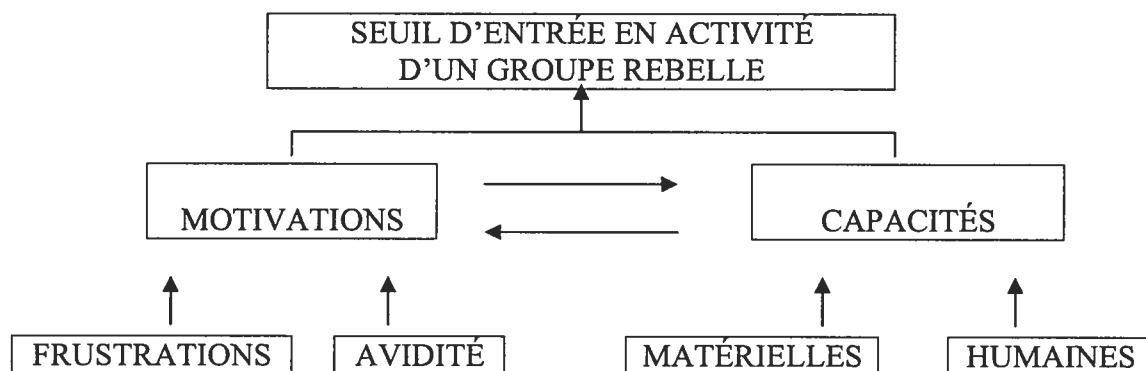 SEUIL D'ENTRÉE EN ACTIVITÉ
D'UN GROUPE REBELLE
MOTIVATIONS
CAPACITÉS
FRUSTRATIONS
AVIDITÉ
MATÉRIELLES
HUMAINES